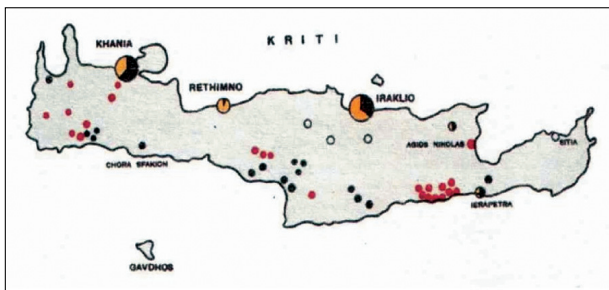 KRITI
KHANIA
RETHIMNO
IRAKLIO
AGIOS NIKOLAS
SITIA
CHORA SFAKION
IERAPETRA
GAVDHOS